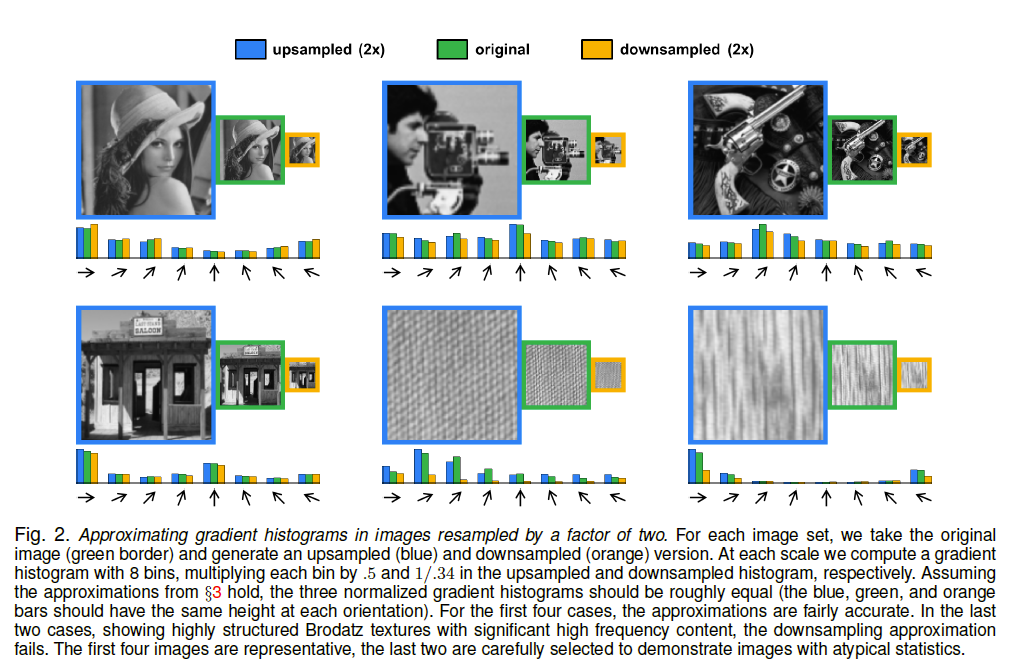 upsampled (2x) original downsampled (2x)
LAST STAND
SALOON
Fig. 2. Approximating gradient histograms in images resampled by a factor of two. For each image set, we take the original
image (green border) and generate an upsampled (blue) and downsampled (orange) version. At each scale we compute a gradient
histogram with 8 bins, multiplying each bin by .5 and 1/.34 in the upsampled and downsampled histogram, respectively. Assuming
the approximations from §3 hold, the three normalized gradient histograms should be roughly equal (the blue, green, and orange
bars should have the same height at each orientation). For the first four cases, the approximations are fairly accurate. In the last
two cases, showing highly structured Brodatz textures with significant high frequency content, the downsampling approximation
fails. The first four images are representative, the last two are carefully selected to demonstrate images with atypical statistics.